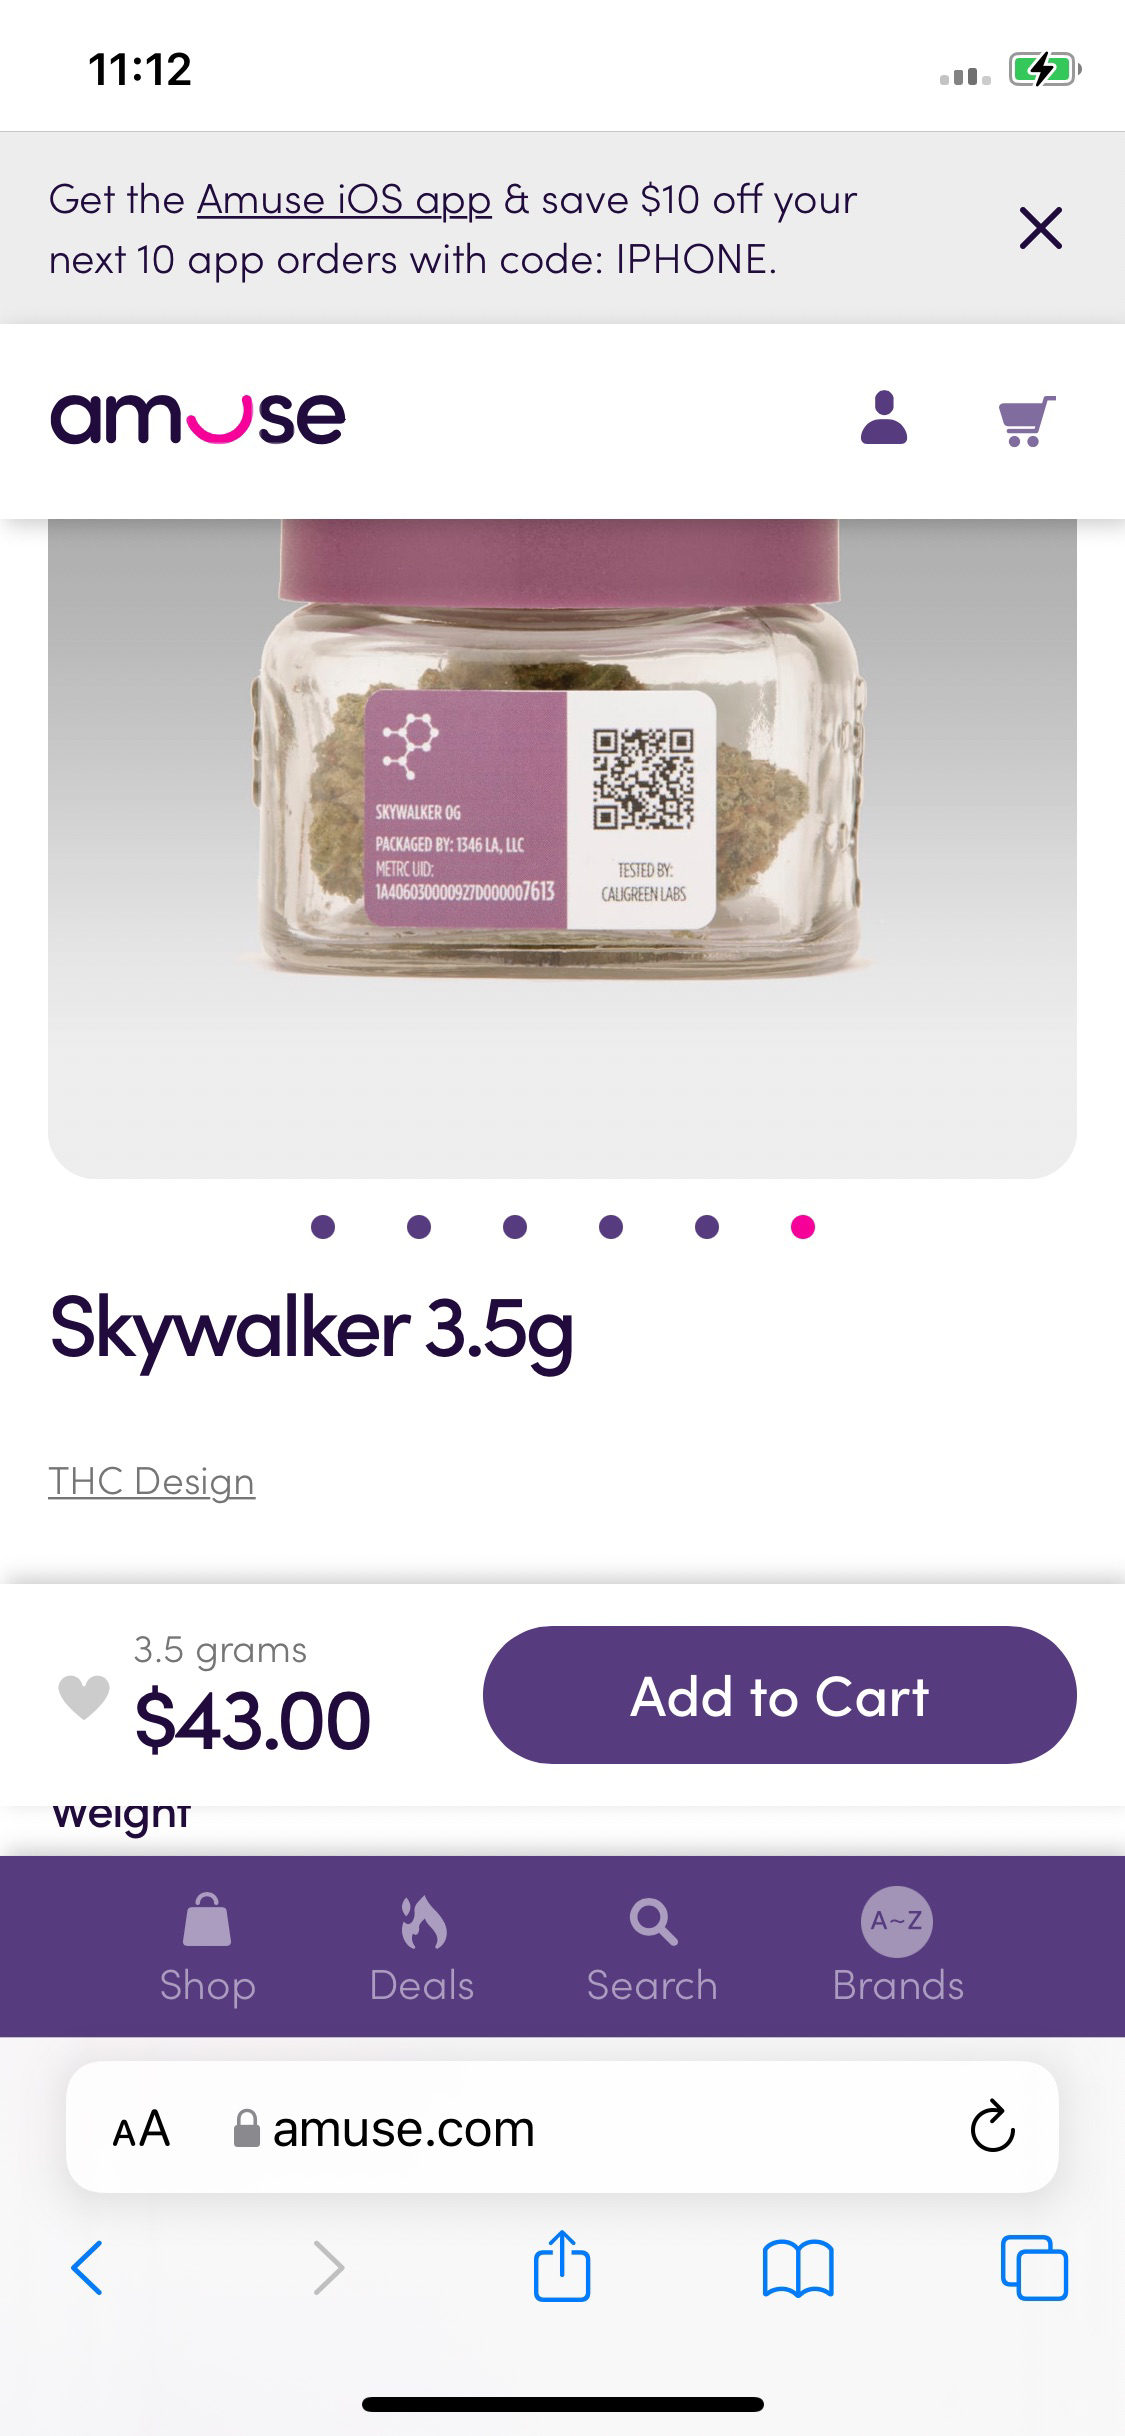 11:12
Get the Amuse iOS app & save $10 off your
next 10 app orders with code: IPHONE.
amuse
SKYWALKER OG
PACKAGED BY: 1346 LA, LLC
METRC UID:
1A406030000927D000007613
TESTED BY:
CALIGREEN LABS
Skywalker 3.5g
THC Design
3.5 grams
$43.00
Add to Cart
Weight
Shop
Deals
Search
A~Z
Brands
AA
amuse.com